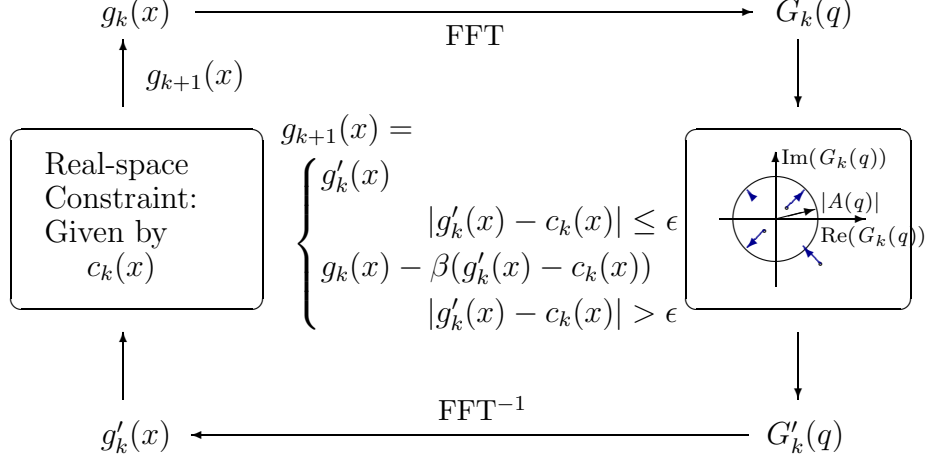 g_k(x)
FFT
G_k(q)
g_{k+1}(x)
Real-space
Constraint:
Given by
c_k(x)
g_{k+1}(x) =
g'_k(x)
|g'_k(x) − c_k(x)| ≤ ϵ
g_k(x) − β(g'_k(x) − c_k(x))
|g'_k(x) − c_k(x)| > ϵ
Im(G_k(q))
|A(q)|
Re(G_k(q))
g'_k(x)
FFT^{−1}
G'_k(q)